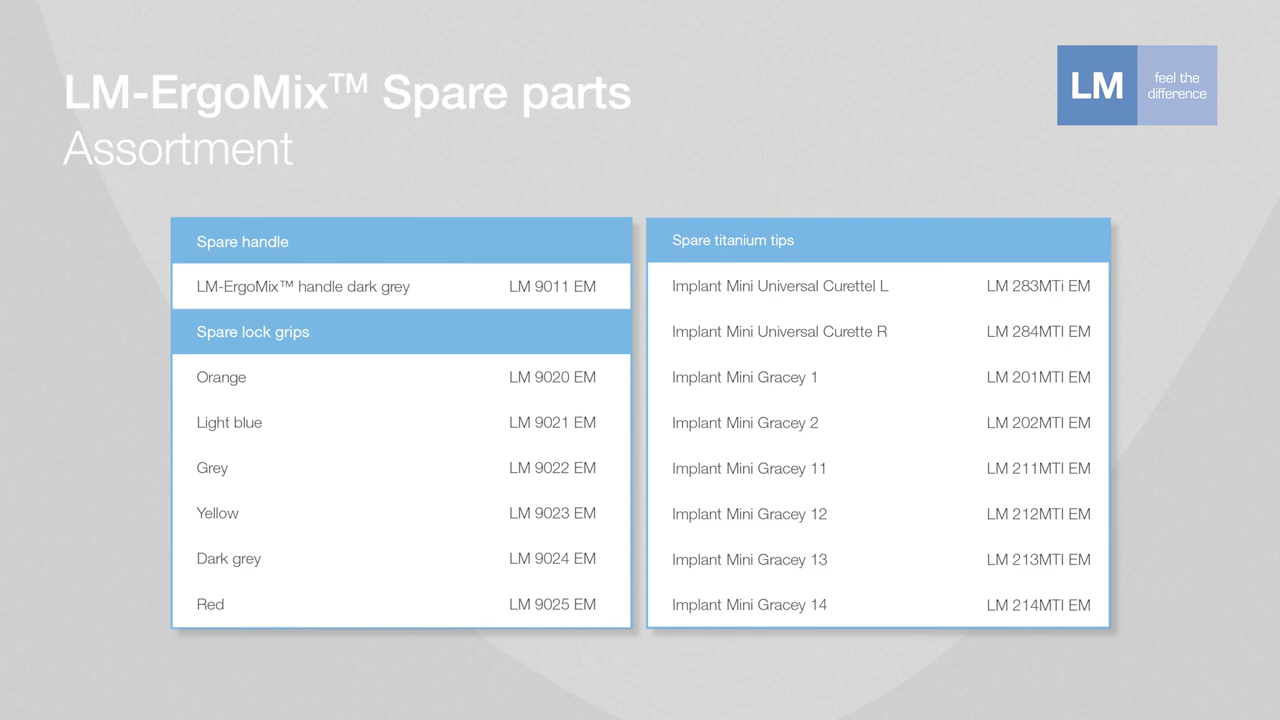 LM-ErgoMix™ Spare parts
Assortment
LM
feel the
difference
Spare handle
LM-ErgoMix™ handle dark grey LM 9011 EM
Spare lock grips
Orange LM 9020 EM
Light blue LM 9021 EM
Grey LM 9022 EM
Yellow LM 9023 EM
Dark grey LM 9024 EM
Red LM 9025 EM
Spare titanium tips
Implant Mini Universal Curettel L LM 283MTi EM
Implant Mini Universal Curette R LM 284MTI EM
Implant Mini Gracey 1 LM 201MTI EM
Implant Mini Gracey 2 LM 202MTI EM
Implant Mini Gracey 11 LM 211MTI EM
Implant Mini Gracey 12 LM 212MTI EM
Implant Mini Gracey 13 LM 213MTI EM
Implant Mini Gracey 14 LM 214MTI EM